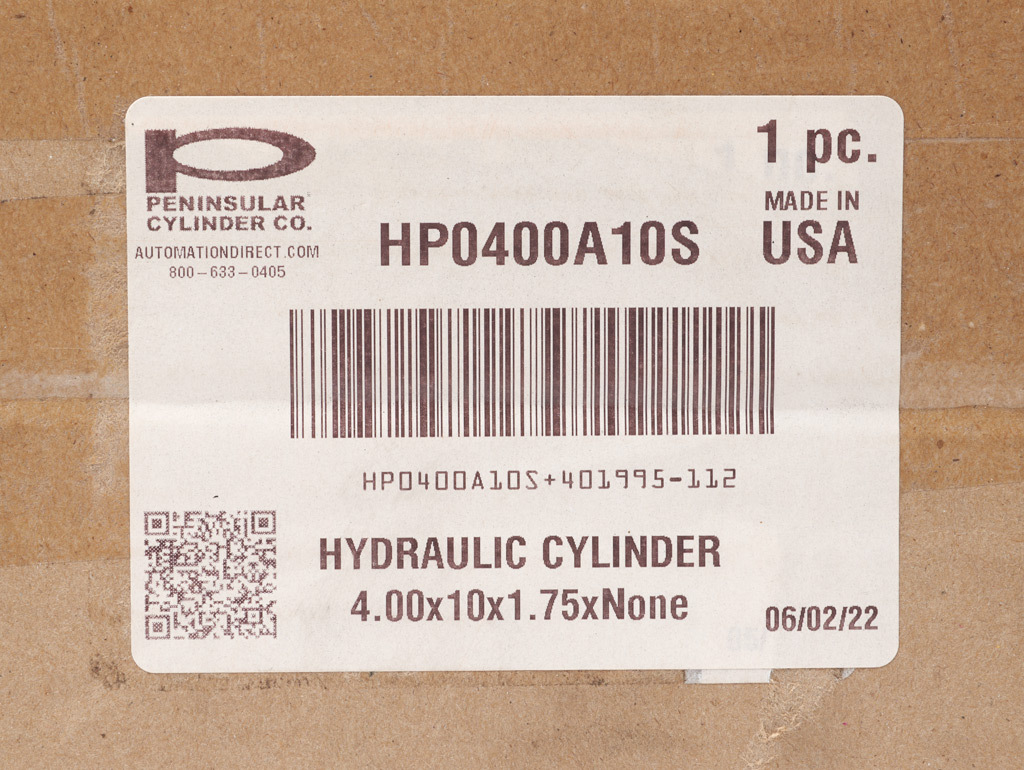 PENINSULAR
CYLINDER CO.
AUTOMATIONDIRECT.COM
800-633-0405
HP0400A10S
1 pc.
MADE IN
USA
HP0400A10S+401995-112
HYDRAULIC CYLINDER
4.00x10x1.75xNone
06/02/22